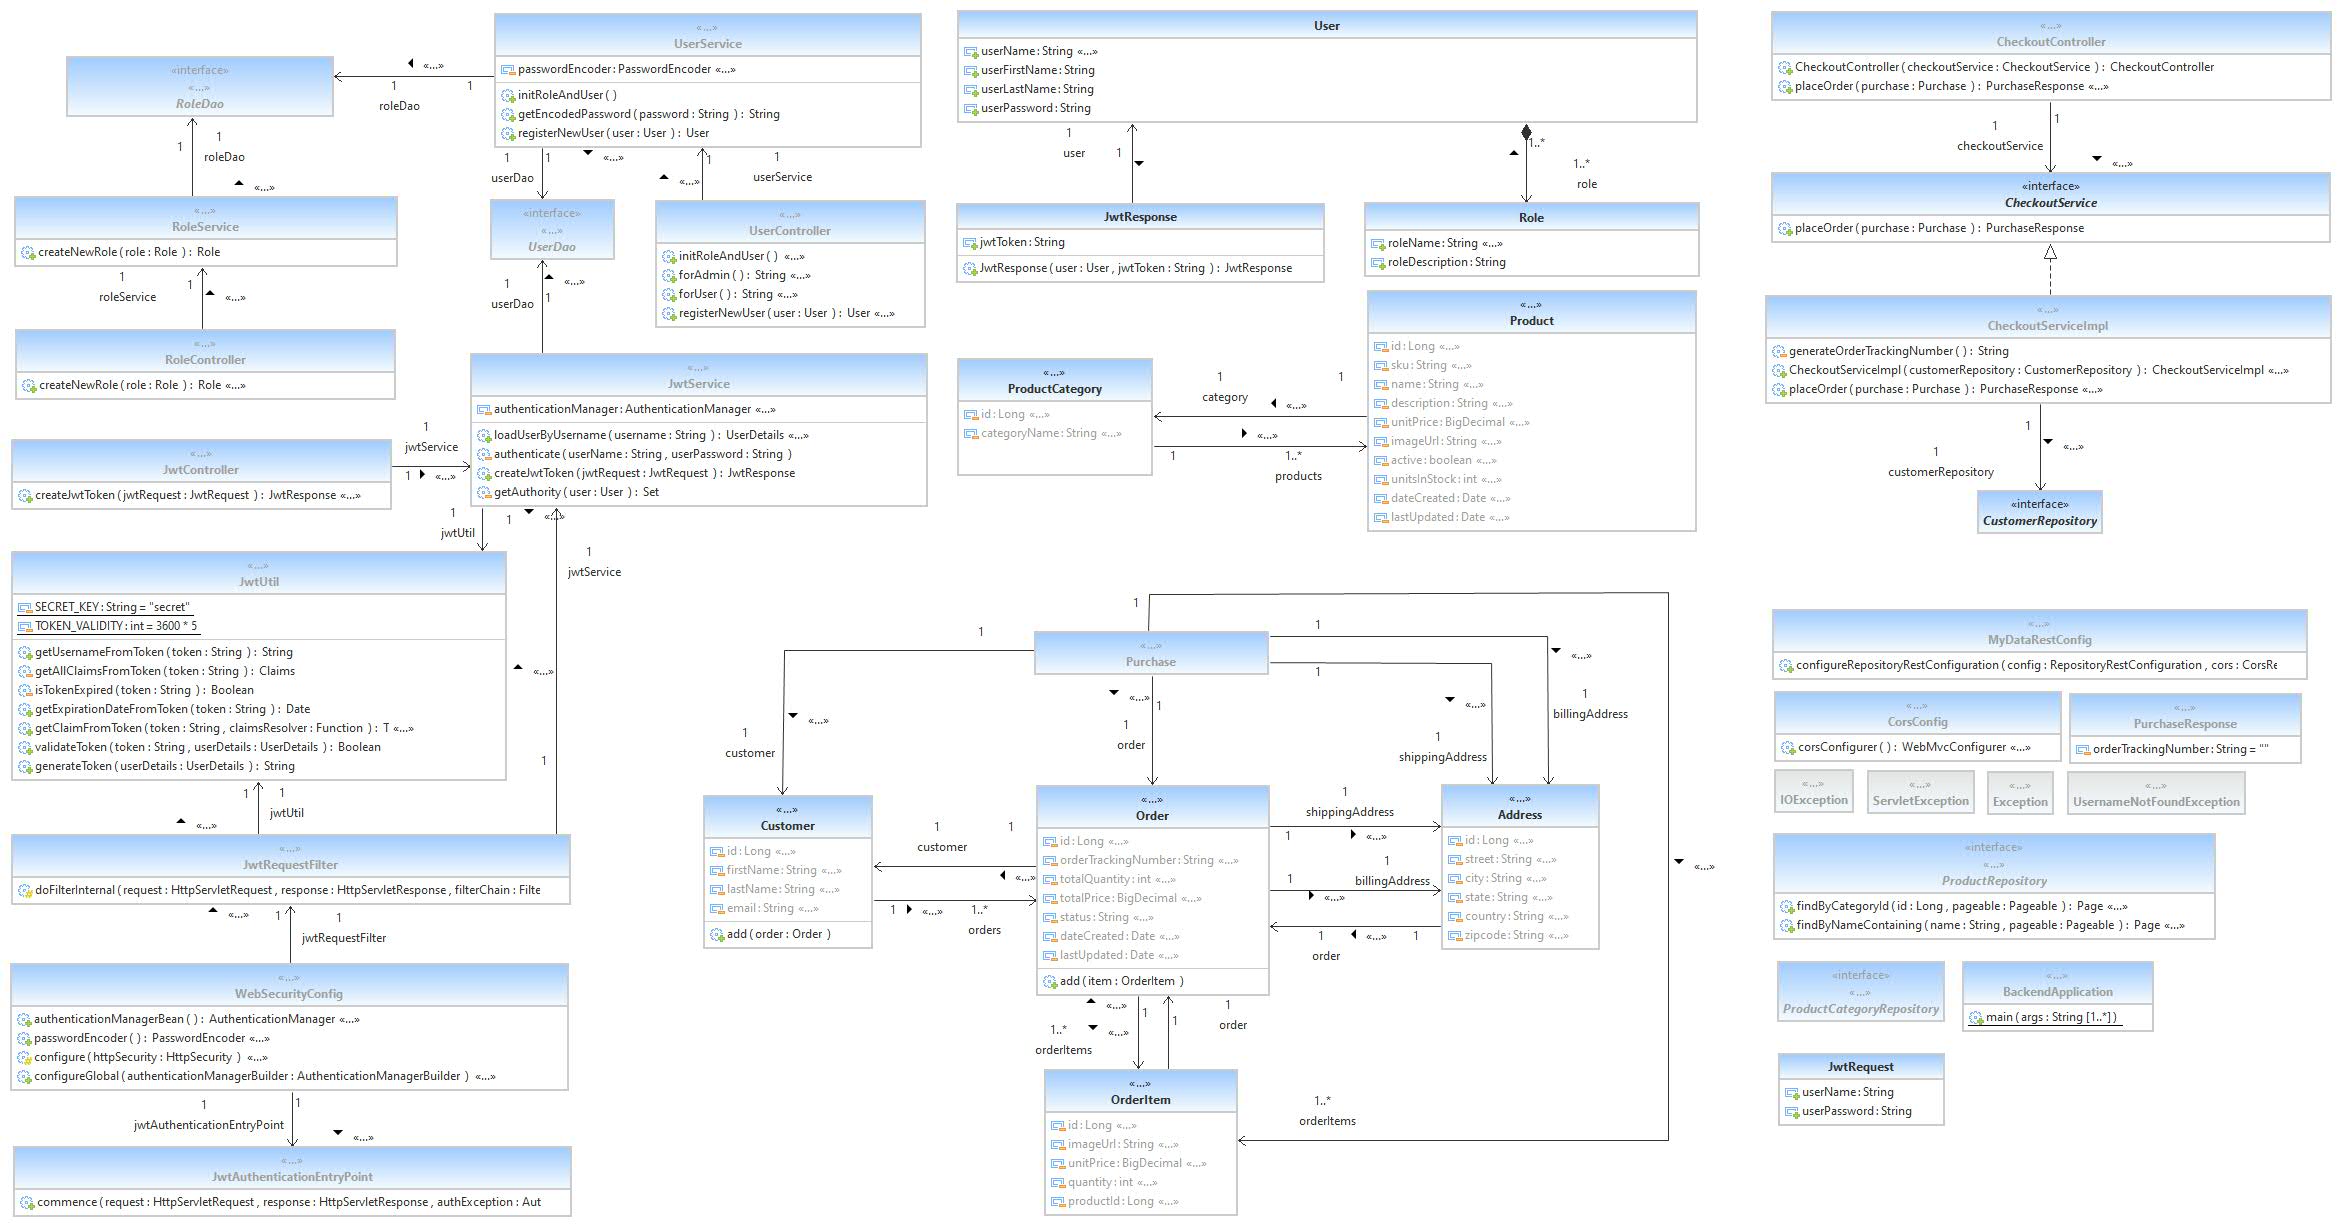 «...»
UserService
passwordEncoder : PasswordEncoder «...»
initRoleAndUser ( )
getEncodedPassword ( password : String ) : String
registerNewUser ( user : User ) : User
«interface»
«...»
RoleDao
«...»
1
1
roleDao
1
1
roleDao
«...»
«...»
RoleService
createNewRole ( role : Role ) : Role
1
roleService
1
«...»
«...»
RoleController
createNewRole ( role : Role ) : Role «...»
1
1
«...»
userDao
«interface»
«...»
UserDao
1
1
userService
«...»
«...»
UserController
initRoleAndUser ( ) «...»
forAdmin ( ) : String «...»
forUser ( ) : String «...»
registerNewUser ( user : User ) : User «...»
1
userDao
1
«...»
«...»
JwtService
authenticationManager : AuthenticationManager «...»
loadUserByUsername ( username : String ) : UserDetails «...»
authenticate ( userName : String , userPassword : String )
createJwtToken ( jwtRequest : JwtRequest ) : JwtResponse
getAuthority ( user : User ) : Set
1
jwtService
1
«...»
«...»
JwtController
createJwtToken ( jwtRequest : JwtRequest ) : JwtResponse «...»
1
jwtUtil
1
«...»
1
jwtService
«...»
1
«...»
JwtUtil
SECRET_KEY : String = "secret"
TOKEN_VALIDITY : int = 3600 * 5
getUsernameFromToken ( token : String ) : String
getAllClaimsFromToken ( token : String ) : Claims
isTokenExpired ( token : String ) : Boolean
getExpirationDateFromToken ( token : String ) : Date
getClaimFromToken ( token : String , claimsResolver : Function ) : T «...»
validateToken ( token : String , userDetails : UserDetails ) : Boolean
generateToken ( userDetails : UserDetails ) : String
1
1
jwtUtil
«...»
«...»
JwtRequestFilter
doFilterInternal ( request : HttpServletRequest , response : HttpServletResponse , filterChain : Filte
«...»
1
1
jwtRequestFilter
«...»
WebSecurityConfig
authenticationManagerBean ( ) : AuthenticationManager «...»
passwordEncoder ( ) : PasswordEncoder «...»
configure ( httpSecurity : HttpSecurity ) «...»
configureGlobal ( authenticationManagerBuilder : AuthenticationManagerBuilder ) «...»
1
1
jwtAuthenticationEntryPoint
«...»
«...»
JwtAuthenticationEntryPoint
commence ( request : HttpServletRequest , response : HttpServletResponse , authException : Aut
User
userName : String «...»
userFirstName : String
userLastName : String
userPassword : String
1
user
1
1..*
1..*
role
JwtResponse
jwtToken : String
JwtResponse ( user : User , jwtToken : String ) : JwtResponse
Role
roleName : String «...»
roleDescription : String
«...»
Product
id : Long «...»
sku : String «...»
name : String «...»
description : String «...»
unitPrice : BigDecimal «...»
imageUrl : String «...»
active : boolean «...»
unitsInStock : int «...»
dateCreated : Date «...»
lastUpdated : Date «...»
«...»
ProductCategory
id : Long «...»
categoryName : String «...»
1
category
1
«...»
«...»
1
1..*
products
«...»
CheckoutController
CheckoutController ( checkoutService : CheckoutService ) : CheckoutController
placeOrder ( purchase : Purchase ) : PurchaseResponse «...»
1
1
checkoutService
«...»
«interface»
CheckoutService
placeOrder ( purchase : Purchase ) : PurchaseResponse
«...»
CheckoutServiceImpl
generateOrderTrackingNumber ( ) : String
CheckoutServiceImpl ( customerRepository : CustomerRepository ) : CheckoutServiceImpl «...»
placeOrder ( purchase : Purchase ) : PurchaseResponse «...»
1
«...»
1
customerRepository
«interface»
CustomerRepository
«...»
Purchase
1
1
1
1
«...»
1
billingAddress
«...»
1
shippingAddress
«...»
1
1
order
«...»
1
customer
«...»
«...»
Customer
id : Long «...»
firstName : String «...»
lastName : String «...»
email : String «...»
add ( order : Order )
1
customer
1
«...»
1
«...»
1..*
orders
«...»
Order
id : Long «...»
orderTrackingNumber : String «...»
totalQuantity : int «...»
totalPrice : BigDecimal «...»
status : String «...»
dateCreated : Date «...»
lastUpdated : Date «...»
add ( item : OrderItem )
1
shippingAddress
1
«...»
1
billingAddress
1
«...»
1
order
«...»
1
«...»
Address
id : Long «...»
street : String «...»
city : String «...»
state : String «...»
country : String «...»
zipcode : String «...»
«...»
1..*
orderItems
«...»
1
1
1
order
«...»
OrderItem
id : Long «...»
imageUrl : String «...»
unitPrice : BigDecimal «...»
quantity : int «...»
productId : Long «...»
1..*
orderItems
«...»
MyDataRestConfig
configureRepositoryRestConfiguration ( config : RepositoryRestConfiguration , cors : CorsRe
«...»
CorsConfig
corsConfigurer ( ) : WebMvcConfigurer «...»
«...»
PurchaseResponse
orderTrackingNumber : String = ""
«...»
IOException
«...»
ServletException
«...»
Exception
«...»
UsernameNotFoundException
«interface»
«...»
ProductRepository
findByCategoryId ( id : Long , pageable : Pageable ) : Page «...»
findByNameContaining ( name : String , pageable : Pageable ) : Page «...»
«interface»
«...»
ProductCategoryRepository
«...»
BackendApplication
main ( args : String [1..*] )
JwtRequest
userName : String
userPassword : String